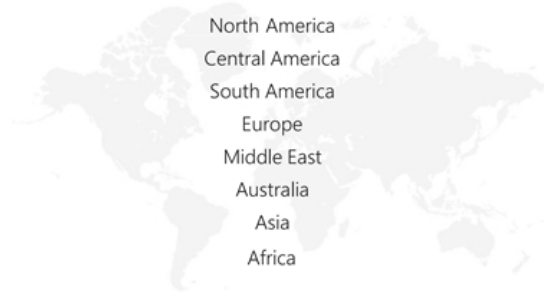 North America
Central America
South America
Europe
Middle East
Australia
Asia
Africa